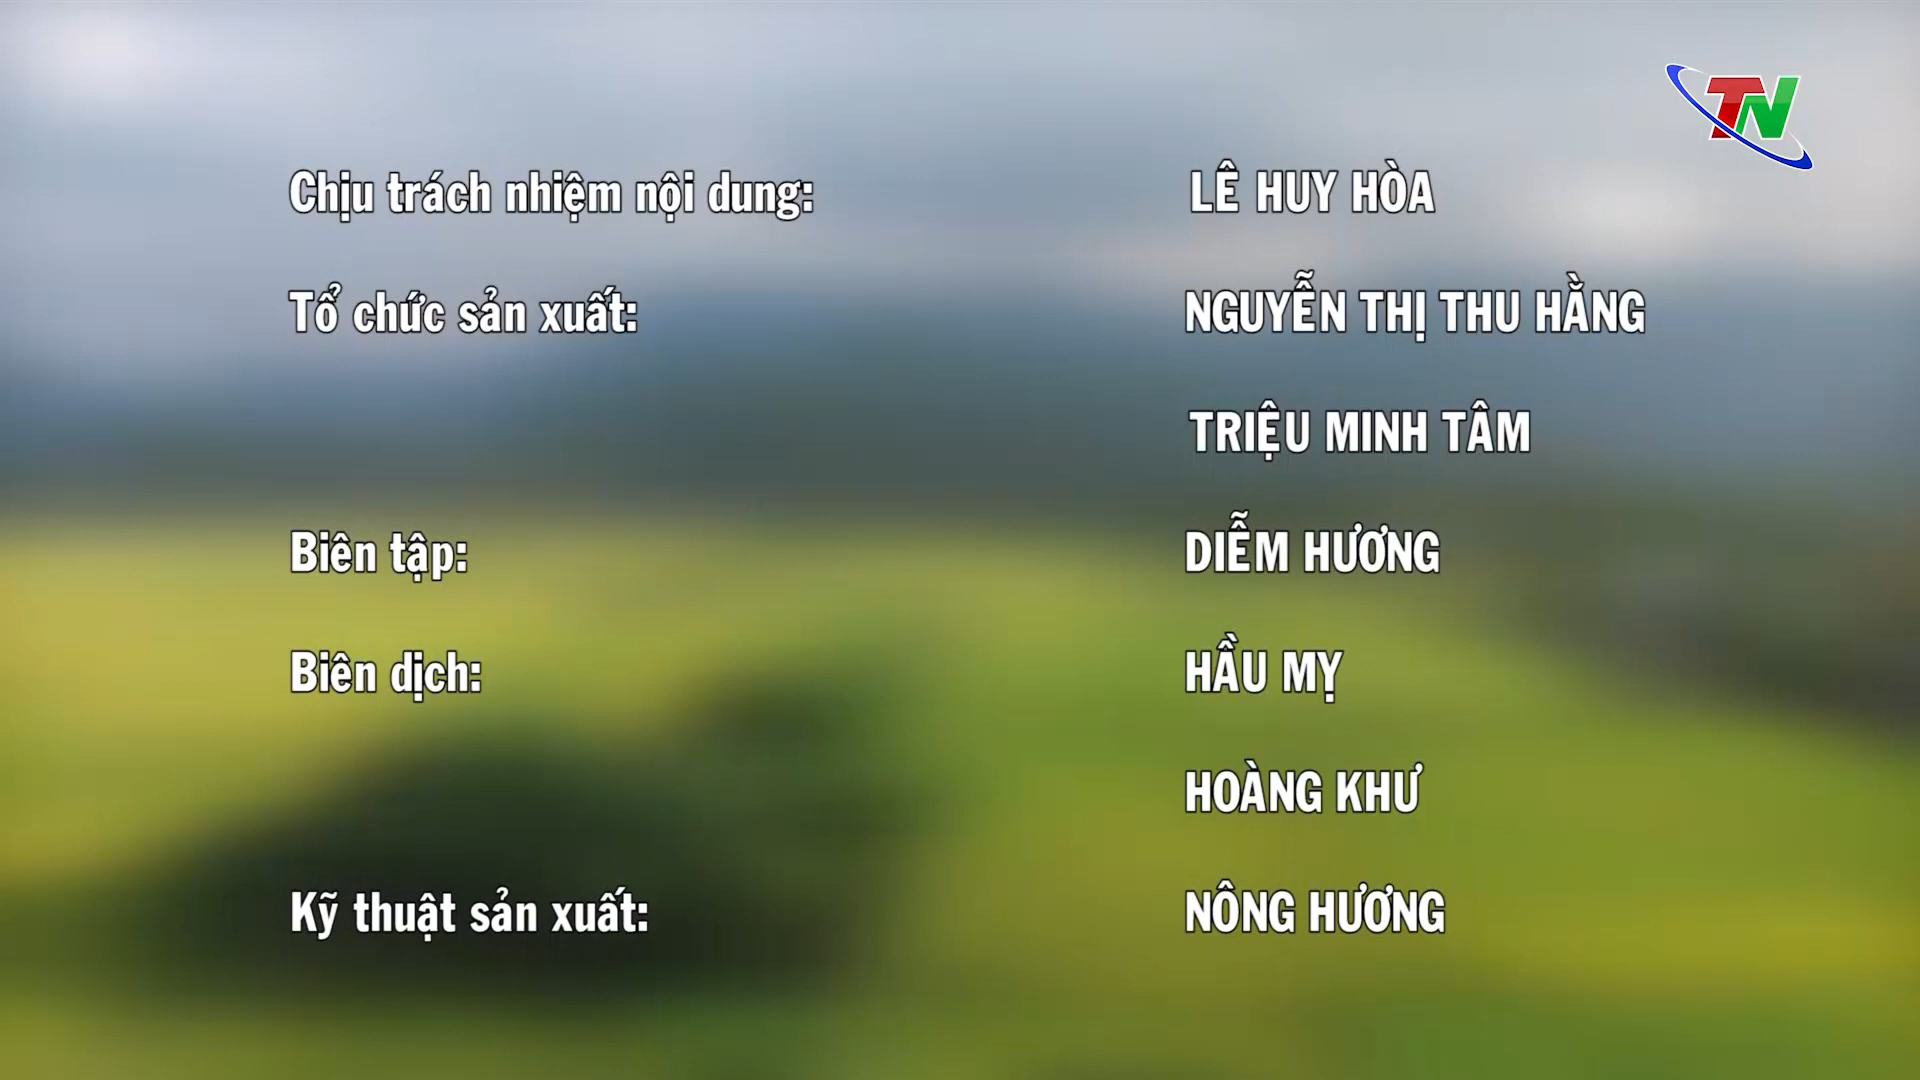 TN
Chịu trách nhiệm nội dung: LÊ HUY HÒA
Tổ chức sản xuất: NGUYỄN THỊ THU HẰNG
TRIỆU MINH TÂM
Biên tập: DIỄM HƯƠNG
Biên dịch: HẦU MỴ
HOÀNG KHƯ
Kỹ thuật sản xuất: NÔNG HƯƠNG